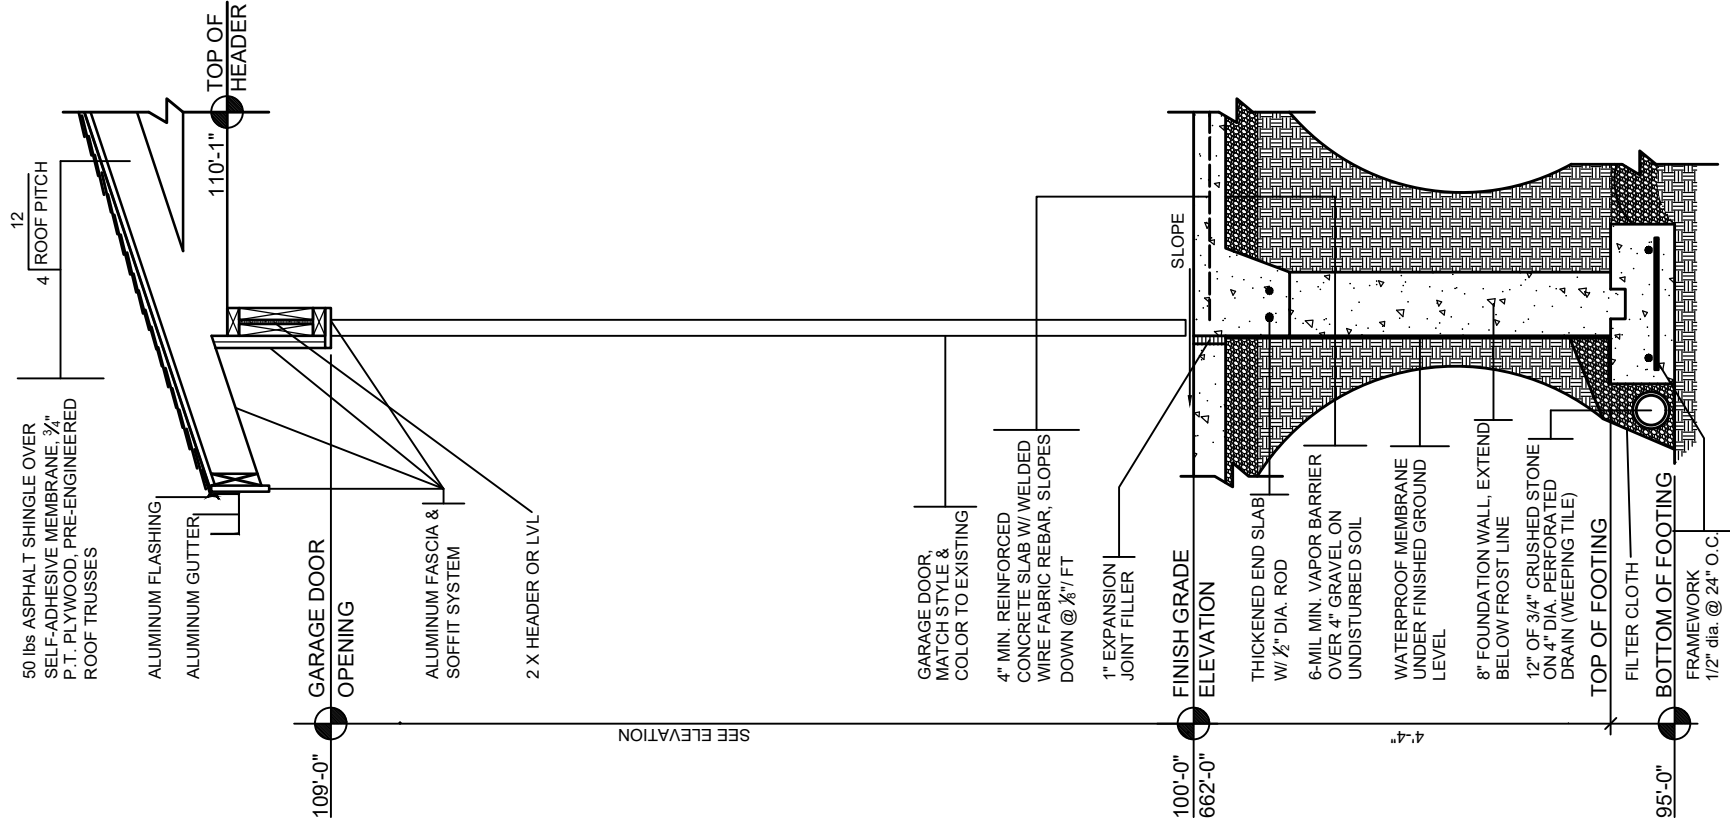 12
4 ROOF PITCH
TOP OF
HEADER
110'-1"
50 lbs ASPHALT SHINGLE OVER
SELF-ADHESIVE MEMBRANE, 3/4"
P.T. PLYWOOD, PRE-ENGINEERED
ROOF TRUSSES
ALUMINUM FLASHING
ALUMINUM GUTTER
GARAGE DOOR
OPENING
109'-0"
ALUMINUM FASCIA &
SOFFIT SYSTEM
2 X HEADER OR LVL
SEE ELEVATION
GARAGE DOOR,
MATCH STYLE &
COLOR TO EXISTING
4" MIN. REINFORCED
CONCRETE SLAB W/ WELDED
WIRE FABRIC REBAR, SLOPES
DOWN @ 1/8"/ FT
1" EXPANSION
JOINT FILLER
SLOPE
FINISH GRADE
ELEVATION
100'-0"
662'-0"
THICKENED END SLAB
W/ 1/2" DIA. ROD
6-MIL MIN. VAPOR BARRIER
OVER 4" GRAVEL ON
UNDISTURBED SOIL
WATERPROOF MEMBRANE
UNDER FINISHED GROUND
LEVEL
4'-4"
8" FOUNDATION WALL, EXTEND
BELOW FROST LINE
12" OF 3/4" CRUSHED STONE
ON 4" DIA. PERFORATED
DRAIN (WEEPING TILE)
TOP OF FOOTING
FILTER CLOTH
BOTTOM OF FOOTING
95'-0"
FRAMEWORK
1/2" dia. @ 24" O.C.